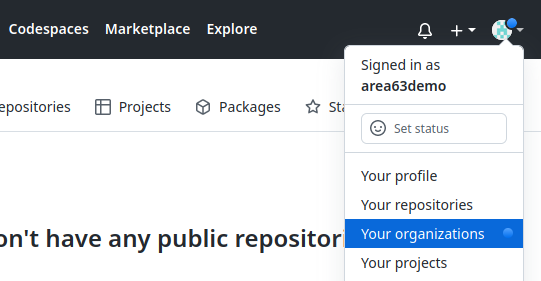 Codespaces Marketplace Explore
Signed in as
area63demo
epositories Projects Packages Sta
Set status
Your profile
Your repositories
on't have any public repositori
Your organizations
Your projects